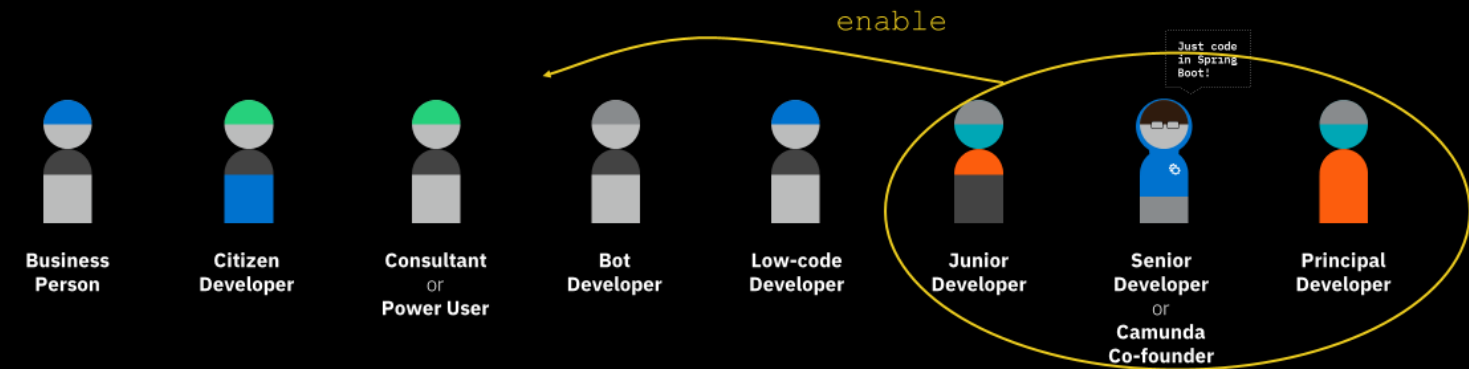 enable
Just code
in Spring
Boot!
Business
Person
Citizen
Developer
Consultant
or
Power User
Bot
Developer
Low-code
Developer
Junior
Developer
Senior
Developer
or
Camunda
Co-founder
Principal
Developer